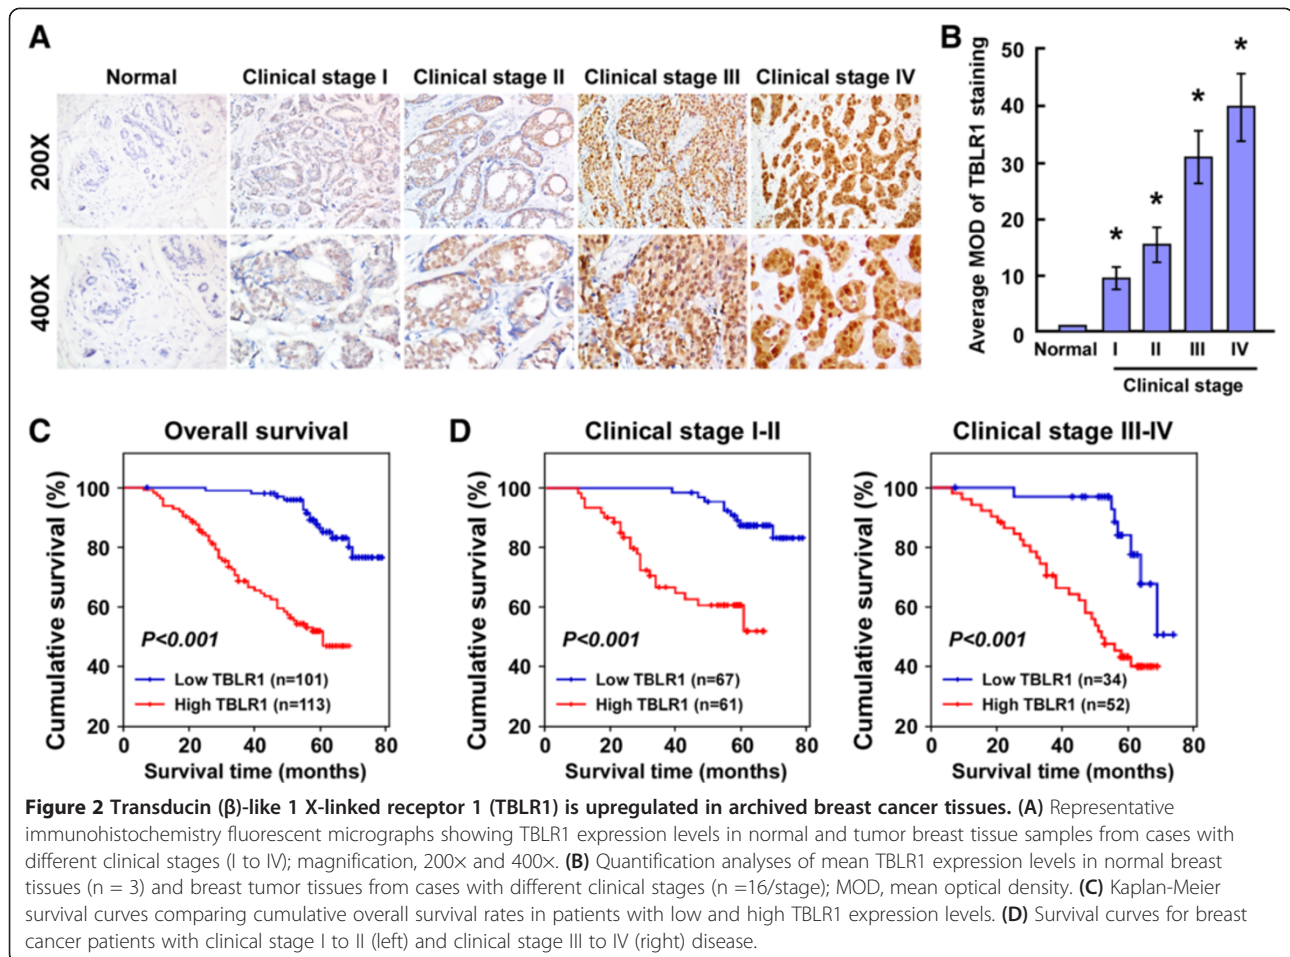 A
Normal
Clinical stage I
Clinical stage II
Clinical stage III
Clinical stage IV
200X
400X
B
Average MOD of TBLR1 staining
50
40
30
20
10
0
*
*
*
*
Normal
I
II
III
IV
Clinical stage
C
Overall survival
Cumulative survival (%)
100
80
60
40
20
P<0.001
Low TBLR1 (n=101)
High TBLR1 (n=113)
0
20
40
60
80
Survival time (months)
D
Clinical stage I-II
Cumulative survival (%)
100
80
60
40
20
P<0.001
Low TBLR1 (n=67)
High TBLR1 (n=61)
0
20
40
60
80
Survival time (months)
Clinical stage III-IV
Cumulative survival (%)
100
80
60
40
20
P<0.001
Low TBLR1 (n=34)
High TBLR1 (n=52)
0
20
40
60
80
Survival time (months)
Figure 2 Transducin (β)-like 1 X-linked receptor 1 (TBLR1) is upregulated in archived breast cancer tissues. (A) Representative
immunohistochemistry fluorescent micrographs showing TBLR1 expression levels in normal and tumor breast tissue samples from cases with
different clinical stages (I to IV); magnification, 200× and 400×. (B) Quantification analyses of mean TBLR1 expression levels in normal breast
tissues (n = 3) and breast tumor tissues from cases with different clinical stages (n =16/stage); MOD, mean optical density. (C) Kaplan-Meier
survival curves comparing cumulative overall survival rates in patients with low and high TBLR1 expression levels. (D) Survival curves for breast
cancer patients with clinical stage I to II (left) and clinical stage III to IV (right) disease.